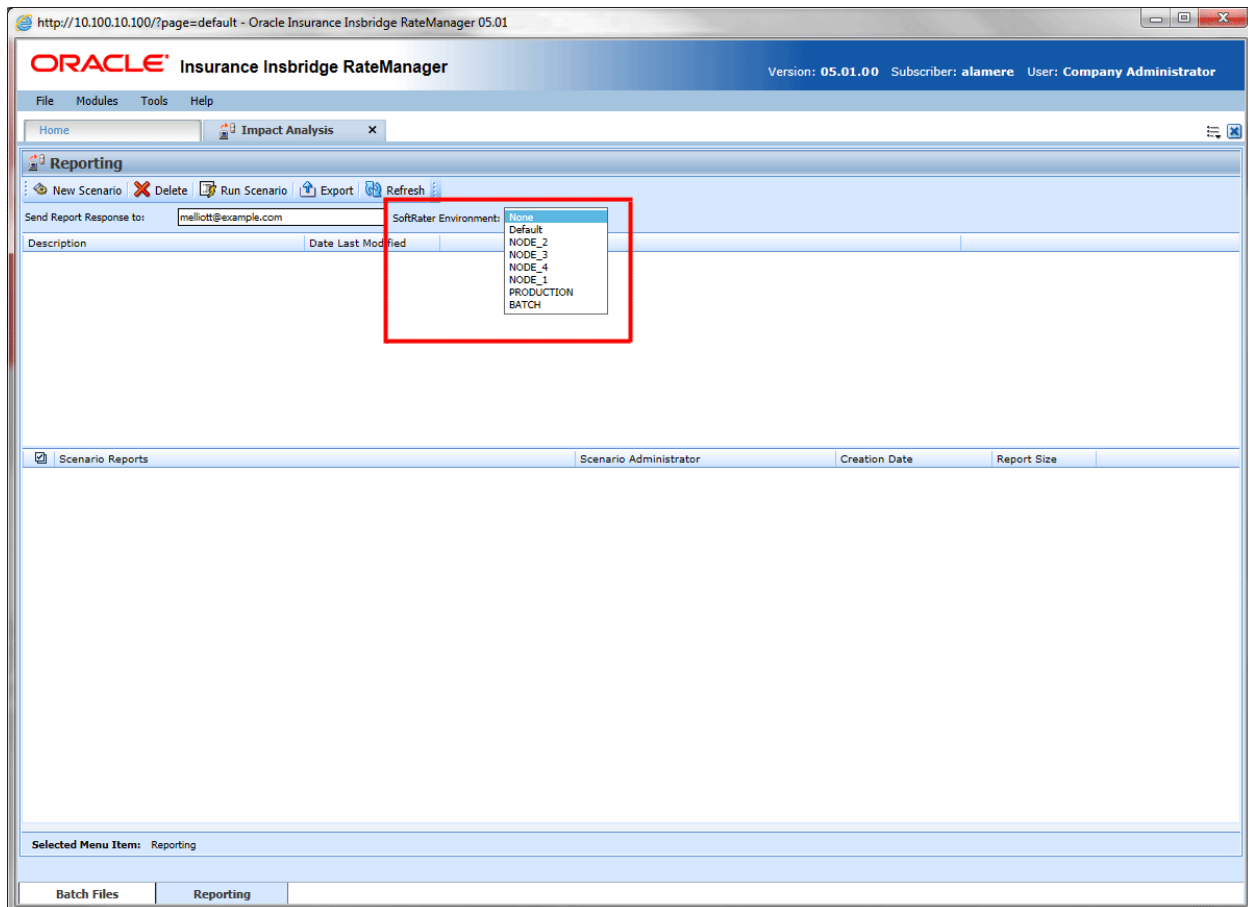 http://10.100.10.100/?page=default - Oracle Insurance Insbridge RateManager 05.01
ORACLE Insurance Insbridge RateManager
Version: 05.01.00 Subscriber: alamere User: Company Administrator
File Modules Tools Help
Home Impact Analysis x
Reporting
New Scenario Delete Run Scenario Export Refresh
Send Report Response to: melliott@example.com SoftRater Environment: None
Default
NODE_2
NODE_3
NODE_4
NODE_1
PRODUCTION
BATCH
Description Date Last Modified
Scenario Reports Scenario Administrator Creation Date Report Size
Selected Menu Item: Reporting
Batch Files Reporting